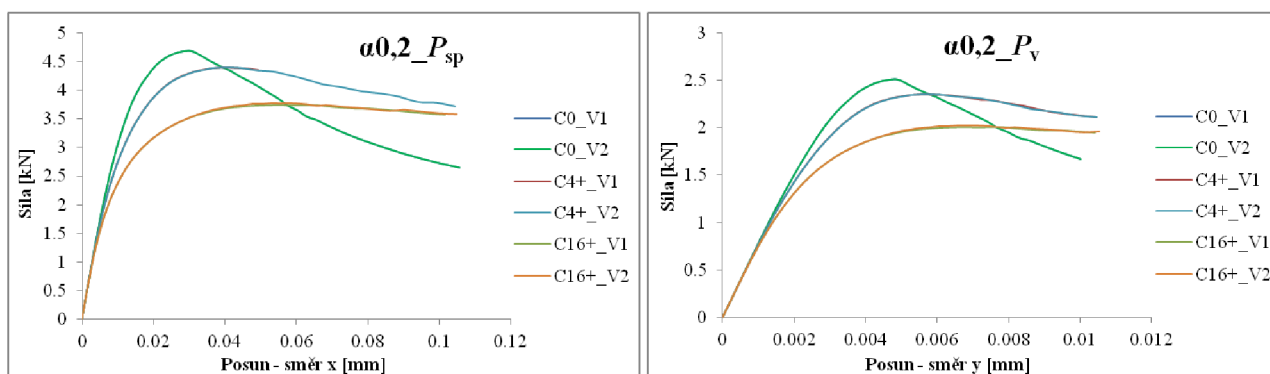 α0,2_Psp
5
4.5
4
3.5
3
2.5
2
1.5
1
0.5
0
Síla [kN]
0
0.02
0.04
0.06
0.08
0.1
0.12
Posun - směr x [mm]
C0_V1
C0_V2
C4+_V1
C4+_V2
C16+_V1
C16+_V2
α0,2_Pv
3
2.5
2
1.5
1
0.5
0
Síla [kN]
0
0.002
0.004
0.006
0.008
0.01
0.012
Posun - směr y [mm]
C0_V1
C0_V2
C4+_V1
C4+_V2
C16+_V1
C16+_V2